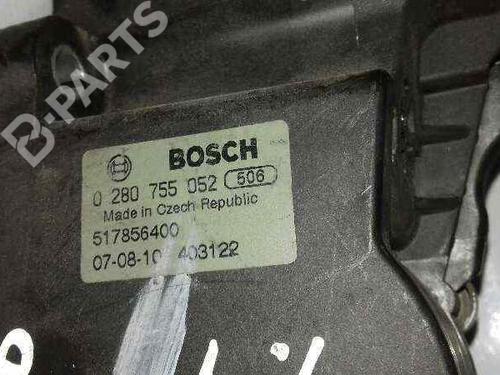 B-PARTS
BOSCH
0 280 755 052 506
Made in Czech Republic
517856400
07-08-10 403122